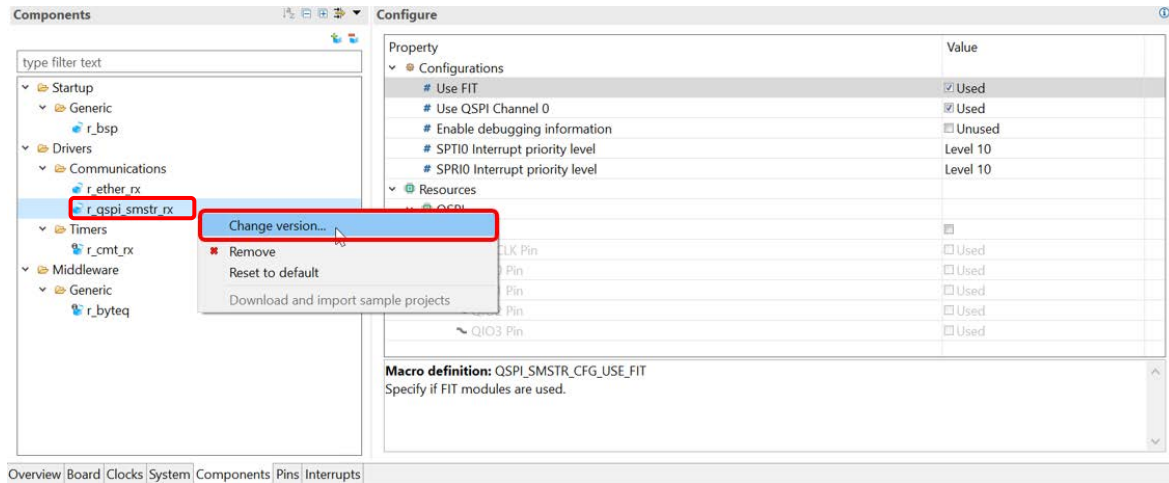 Components
type filter text
Startup
Generic
r_bsp
Drivers
Communications
r_ether_rx
r_qspi_smstr_rx
Timers
r_cmt_rx
Middleware
Generic
r_byteq
Change version...
Remove
Reset to default
Download and import sample projects
Configure
Property Value
Configurations
# Use FIT Used
# Use QSPI Channel 0 Used
# Enable debugging information Unused
# SPTI0 Interrupt priority level Level 10
# SPRI0 Interrupt priority level Level 10
Resources
QSPI
CLK Pin Used
Pin Used
Pin Used
Pin Used
QIO3 Pin Used
Macro definition: QSPI_SMSTR_CFG_USE_FIT
Specify if FIT modules are used.
Overview Board Clocks System Components Pins Interrupts